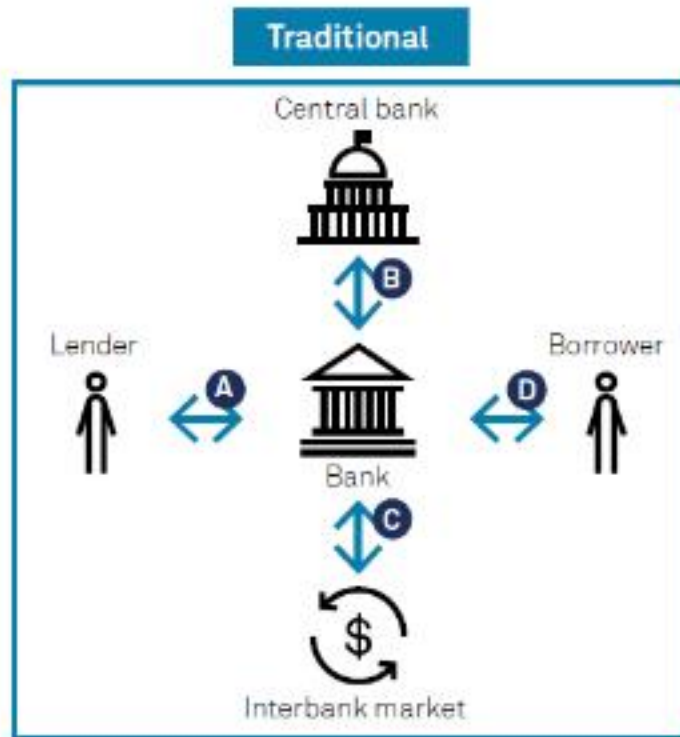 Traditional
Central bank
B
Lender
Borrower
A
D
Bank
C
$
Interbank market